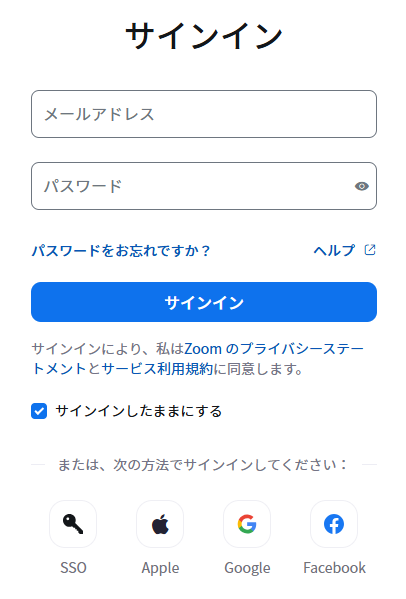 サインイン
メールアドレス
パスワード
パスワードをお忘れですか？
ヘルプ
サインイン
サインインにより、私はZoom のプライバシーステー
トメントとサービス利用規約に同意します。
サインインしたままにする
または、次の方法でサインインしてください：
SSO
Apple
Google
Facebook